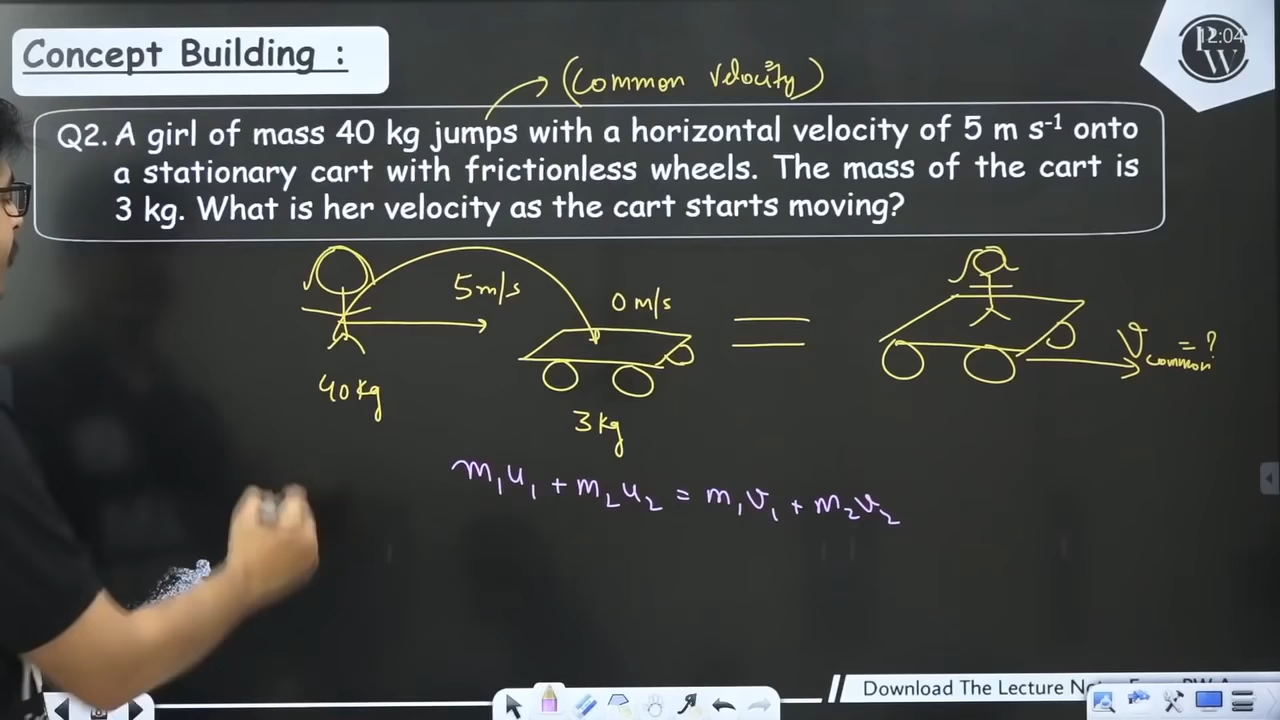 Concept Building :
12:04
PW
(Common velocity)
Q2. A girl of mass 40 kg jumps with a horizontal velocity of 5 m s⁻¹ onto
a stationary cart with frictionless wheels. The mass of the cart is
3 kg. What is her velocity as the cart starts moving?
5m/s
0 m/s
V common = ?
40kg
3kg
m₁u₁ + m₂u₂ = m₁v₁ + m₂v₂
Download The Lecture